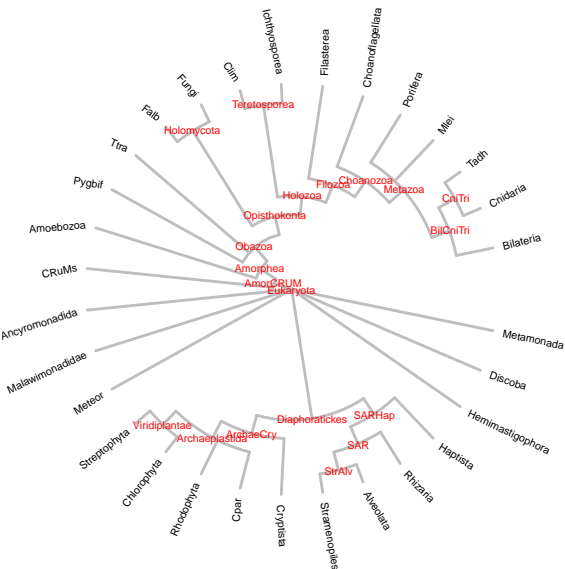 Ichthyosporea
Choanoflagellata
Filasterea
Clim
Fungi
Porifera
Teretosporea
Falb
Mlei
Holomycota
Ttra
Tadh
Choanozoa
Filozoa
Pygbif
Metazoa
Cnidaria
Holozoa
CniTri
Opisthokonta
Amoebozoa
BilCniTri
Bilateria
Obazoa
CRuMs
Amorphea
AmorCRUM
Eukaryota
Ancyromonadida
Metamonada
Malawimonadidae
Discoba
Meteor
Hemimastigophora
SARHap
Diaphoratickes
Viridiplantae
ArchaeCry
Archaeplastida
Streptophyta
SAR
Haptista
Chlorophyta
StrAlv
Rhizaria
Rhodophyta
Cpar
Cryptista
Stramenopiles
Alveolata